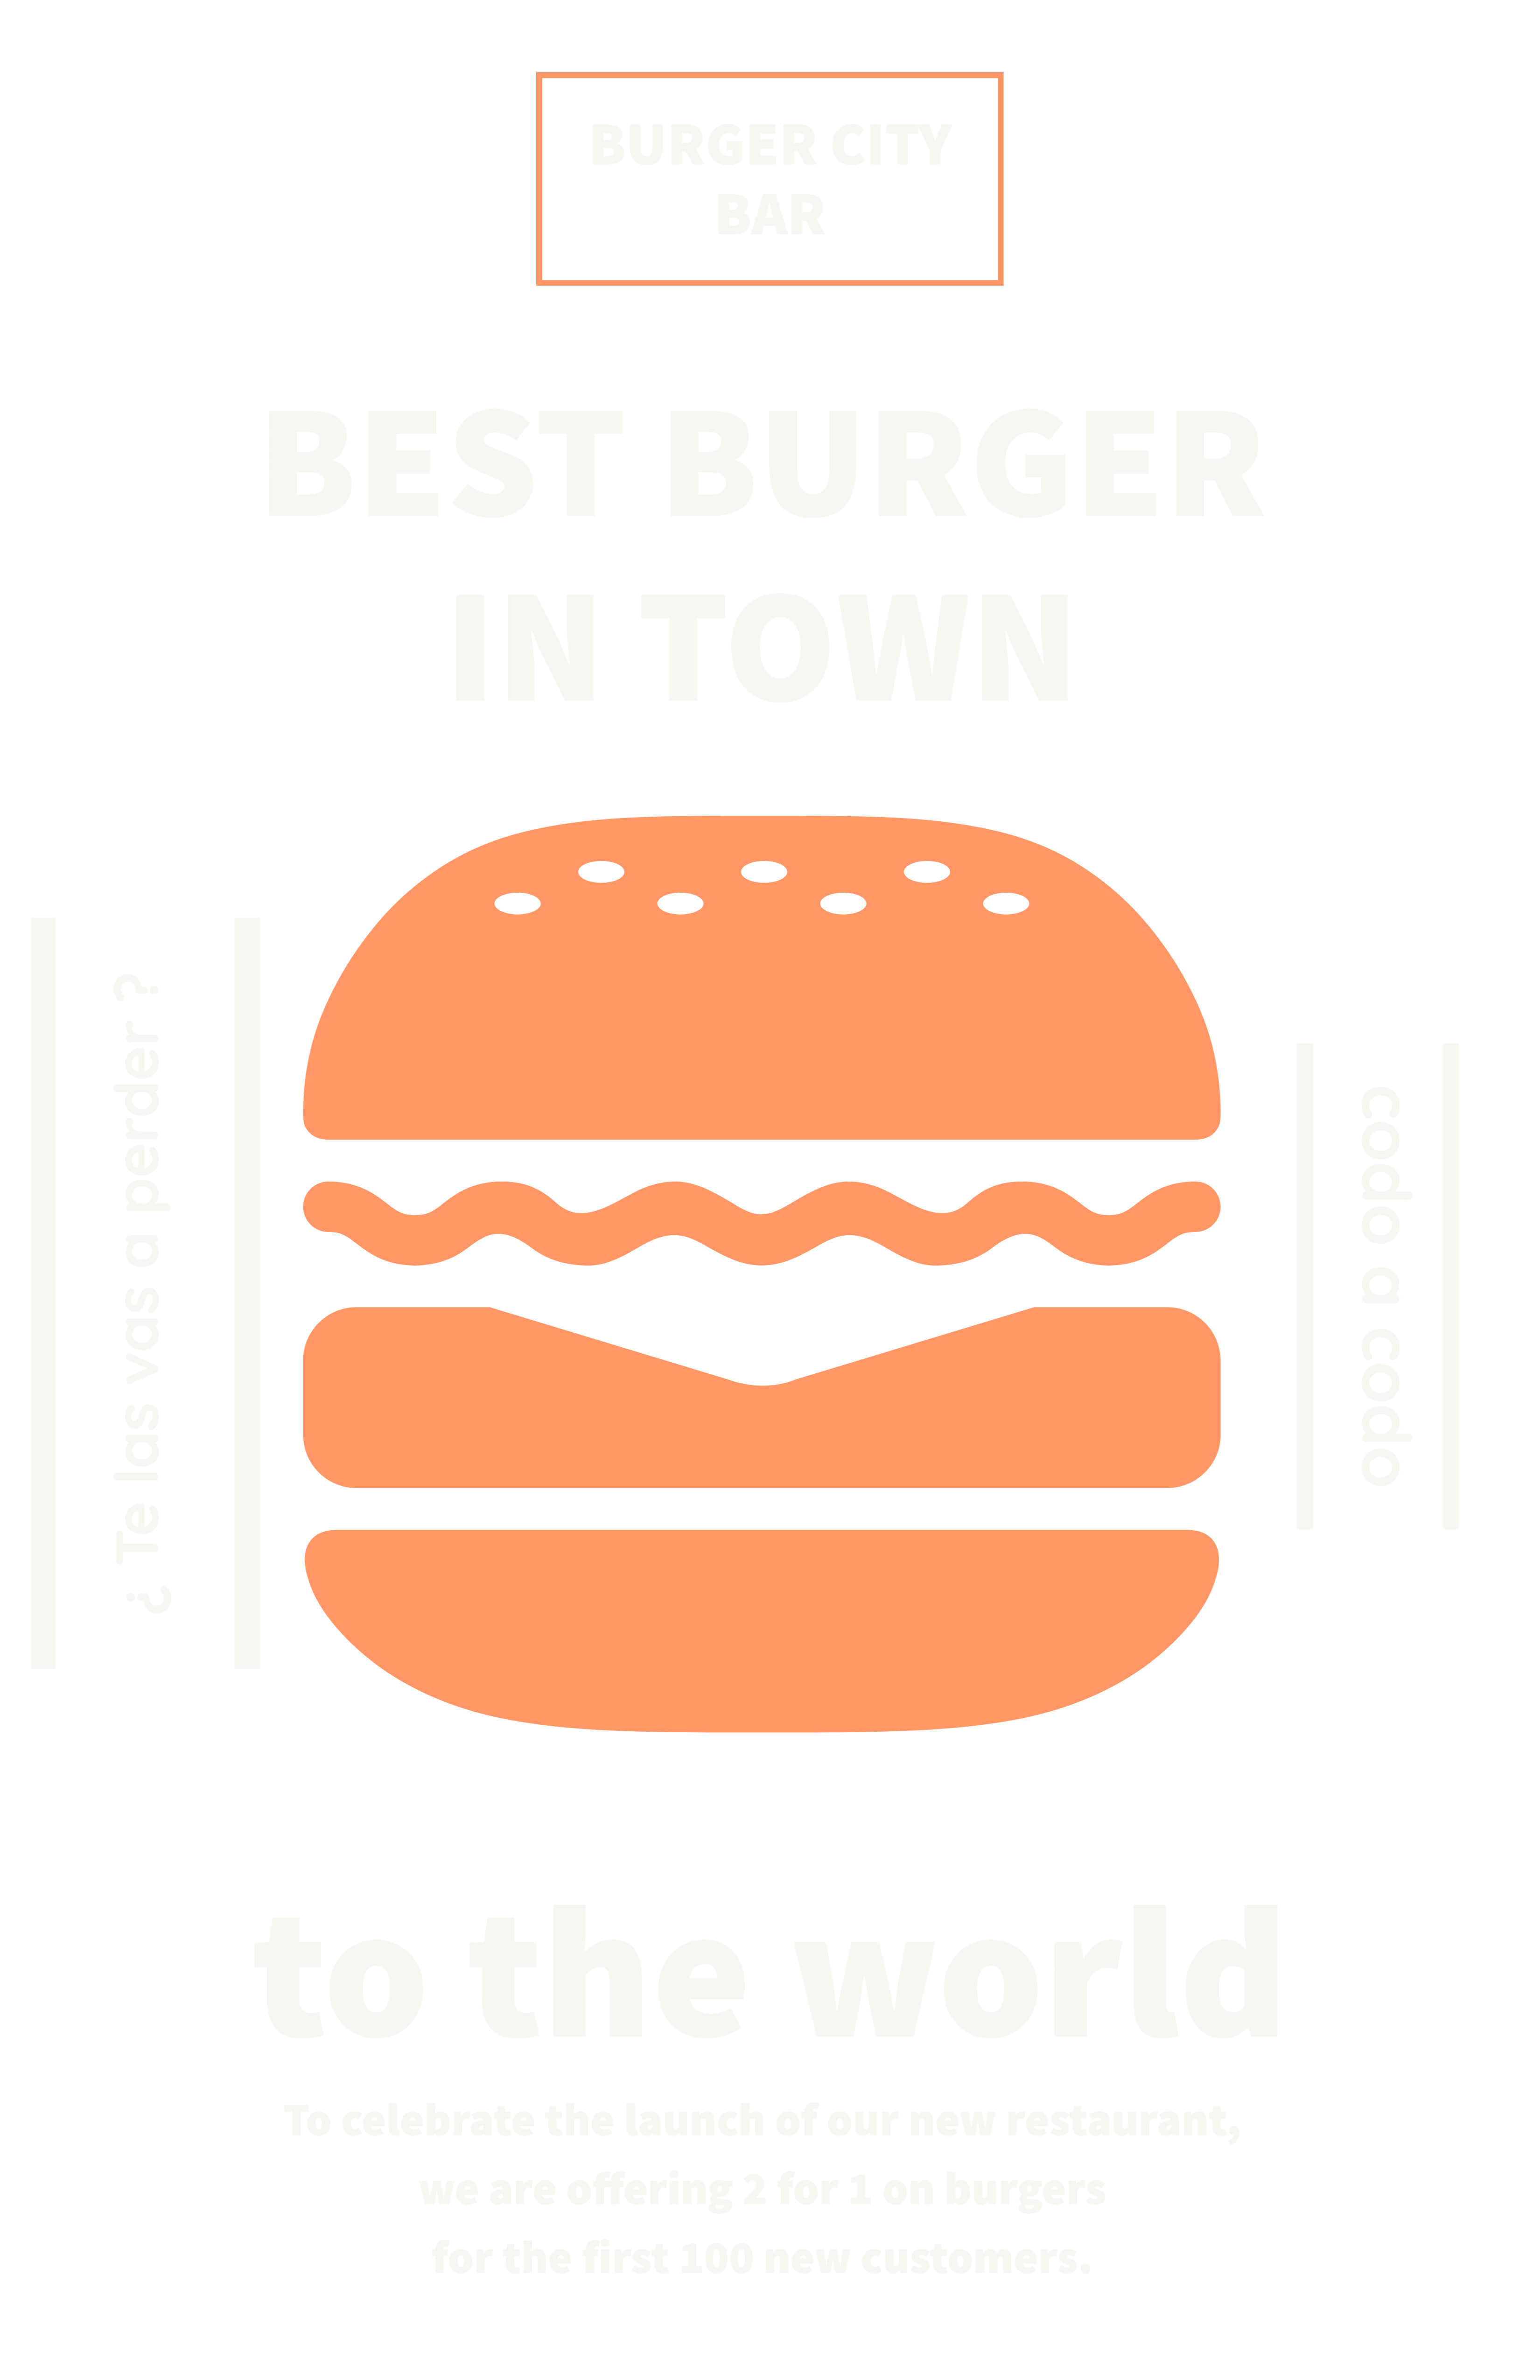 BURGER CITY
BAR
BEST BURGER
IN TOWN
¿ Te las vas a perder ?
codo a codo
to the world
To celebrate the launch of our new restaurant,
we are offering 2 for 1 on burgers
for the first 100 new customers.